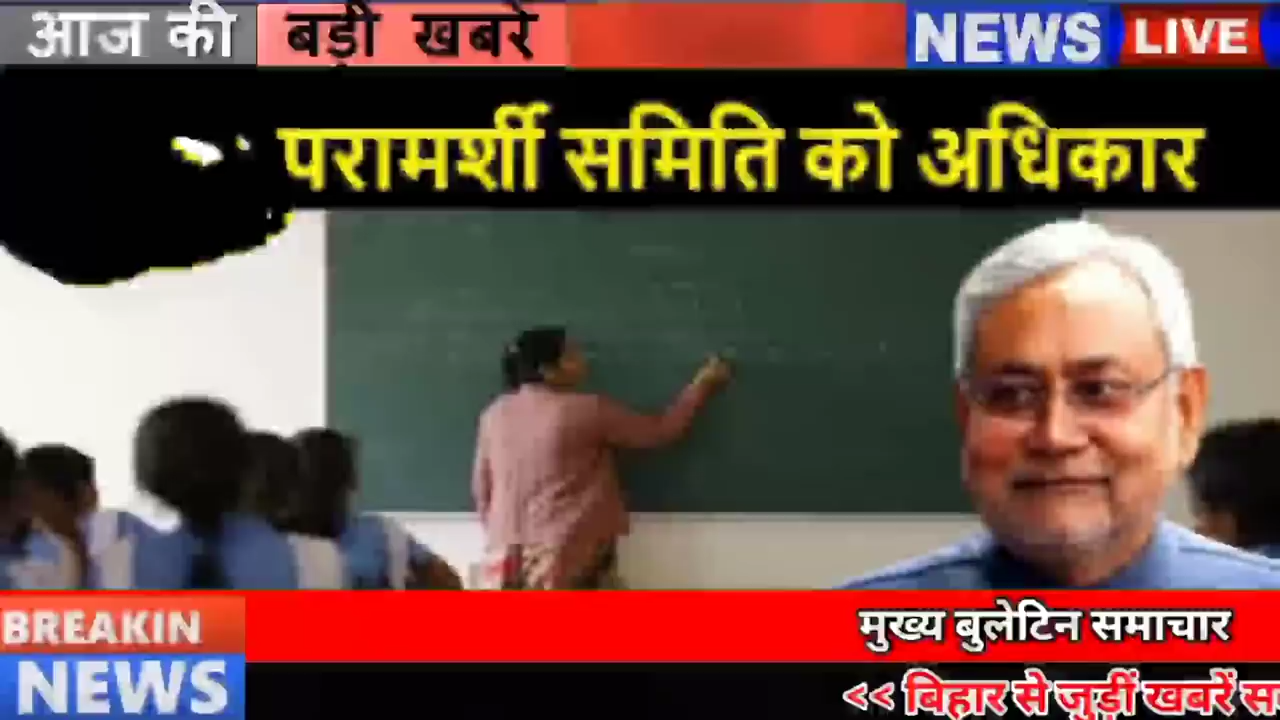 आज की बड़ी खबरें NEWS LIVE
परामर्शी समिति को अधिकार
BREAKIN
NEWS
मुख्य बुलेटिन समाचार
<< बिहार से जुड़ीं खबरें